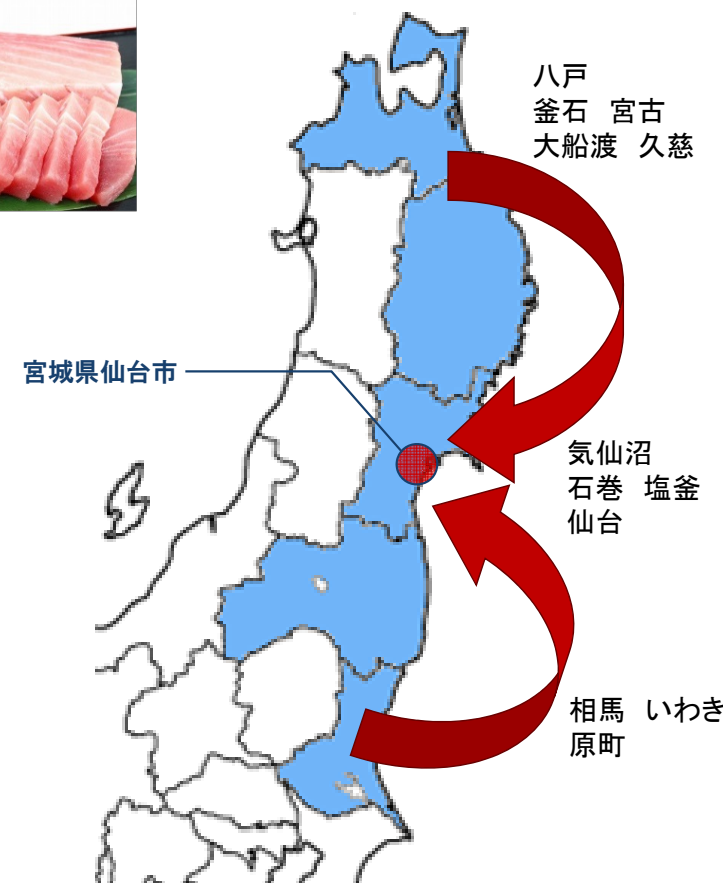 八戸
釜石　宮古
大船渡　久慈
宮城県仙台市
気仙沼
石巻　塩釜
仙台
相馬　いわき
原町